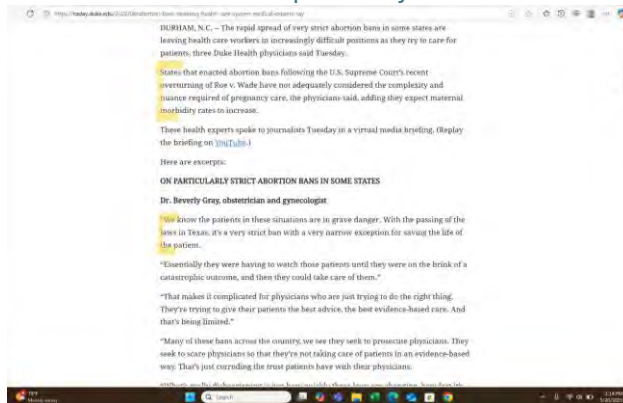 https://today.duke.edu/2022/
DURHAM, N.C. – The rapid spread of very strict abortion bans in some states are
leaving health care workers in increasingly difficult positions as they try to care for
patients, three Duke Health physicians said Tuesday.
States that enacted abortion bans following the U.S. Supreme Court's recent
overturning of Roe v. Wade have not adequately considered the complexity and
nuance required of pregnancy care, the physicians said, adding they expect maternal
morbidity rates to increase.
These health experts spoke to journalists Tuesday in a virtual media briefing. (Replay
the briefing on YouTube.)
Here are excerpts:
ON PARTICULARLY STRICT ABORTION BANS IN SOME STATES
Dr. Beverly Gray, obstetrician and gynecologist
"We know the patients in these situations are in grave danger. With the passing of the
laws in Texas, it's a very strict ban with a very narrow exception for saving the life of
the patient.
"Essentially they were having to watch those patients until they were on the brink of a
catastrophic outcome, and then they could take care of them."
"That makes it complicated for physicians who are just trying to do the right thing.
They're trying to give their patients the best advice, the best evidence-based care. And
that's being limited."
"Many of these bans across the country, we see they seek to prosecute physicians. They
seek to scare physicians so that they're not taking care of patients in an evidence-based
way. That's just corroding the trust patients have with their physicians.
Search